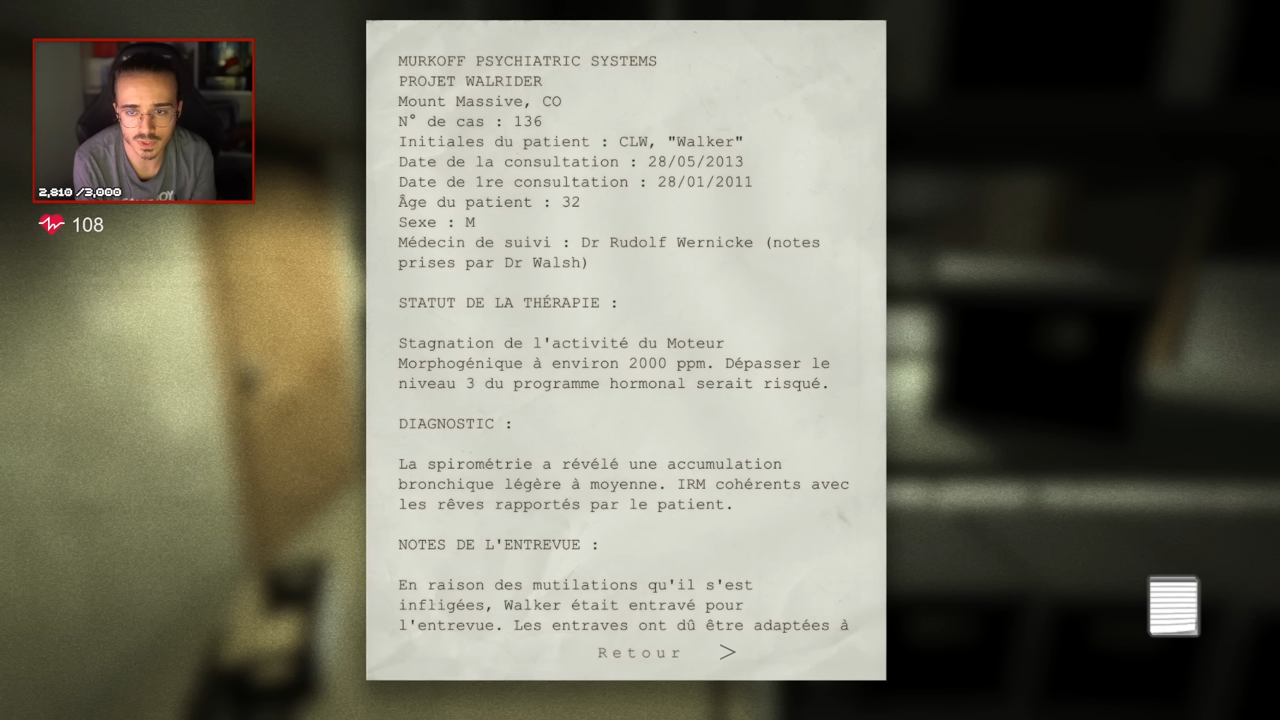 MURKOFF PSYCHIATRIC SYSTEMS
PROJET WALRIDER
Mount Massive, CO
N° de cas : 136
Initiales du patient : CLW, "Walker"
Date de la consultation : 28/05/2013
Date de 1re consultation : 28/01/2011
Âge du patient : 32
Sexe : M
Médecin de suivi : Dr Rudolf Wernicke (notes
prises par Dr Walsh)
STATUT DE LA THÉRAPIE :
Stagnation de l'activité du Moteur
Morphogénique à environ 2000 ppm. Dépasser le
niveau 3 du programme hormonal serait risqué.
DIAGNOSTIC :
La spirométrie a révélé une accumulation
bronchique légère à moyenne. IRM cohérents avec
les rêves rapportés par le patient.
NOTES DE L'ENTREVUE :
En raison des mutilations qu'il s'est
infligées, Walker était entravé pour
l'entrevue. Les entraves ont dû être adaptées à
Retour >
2,810 /3,000
108